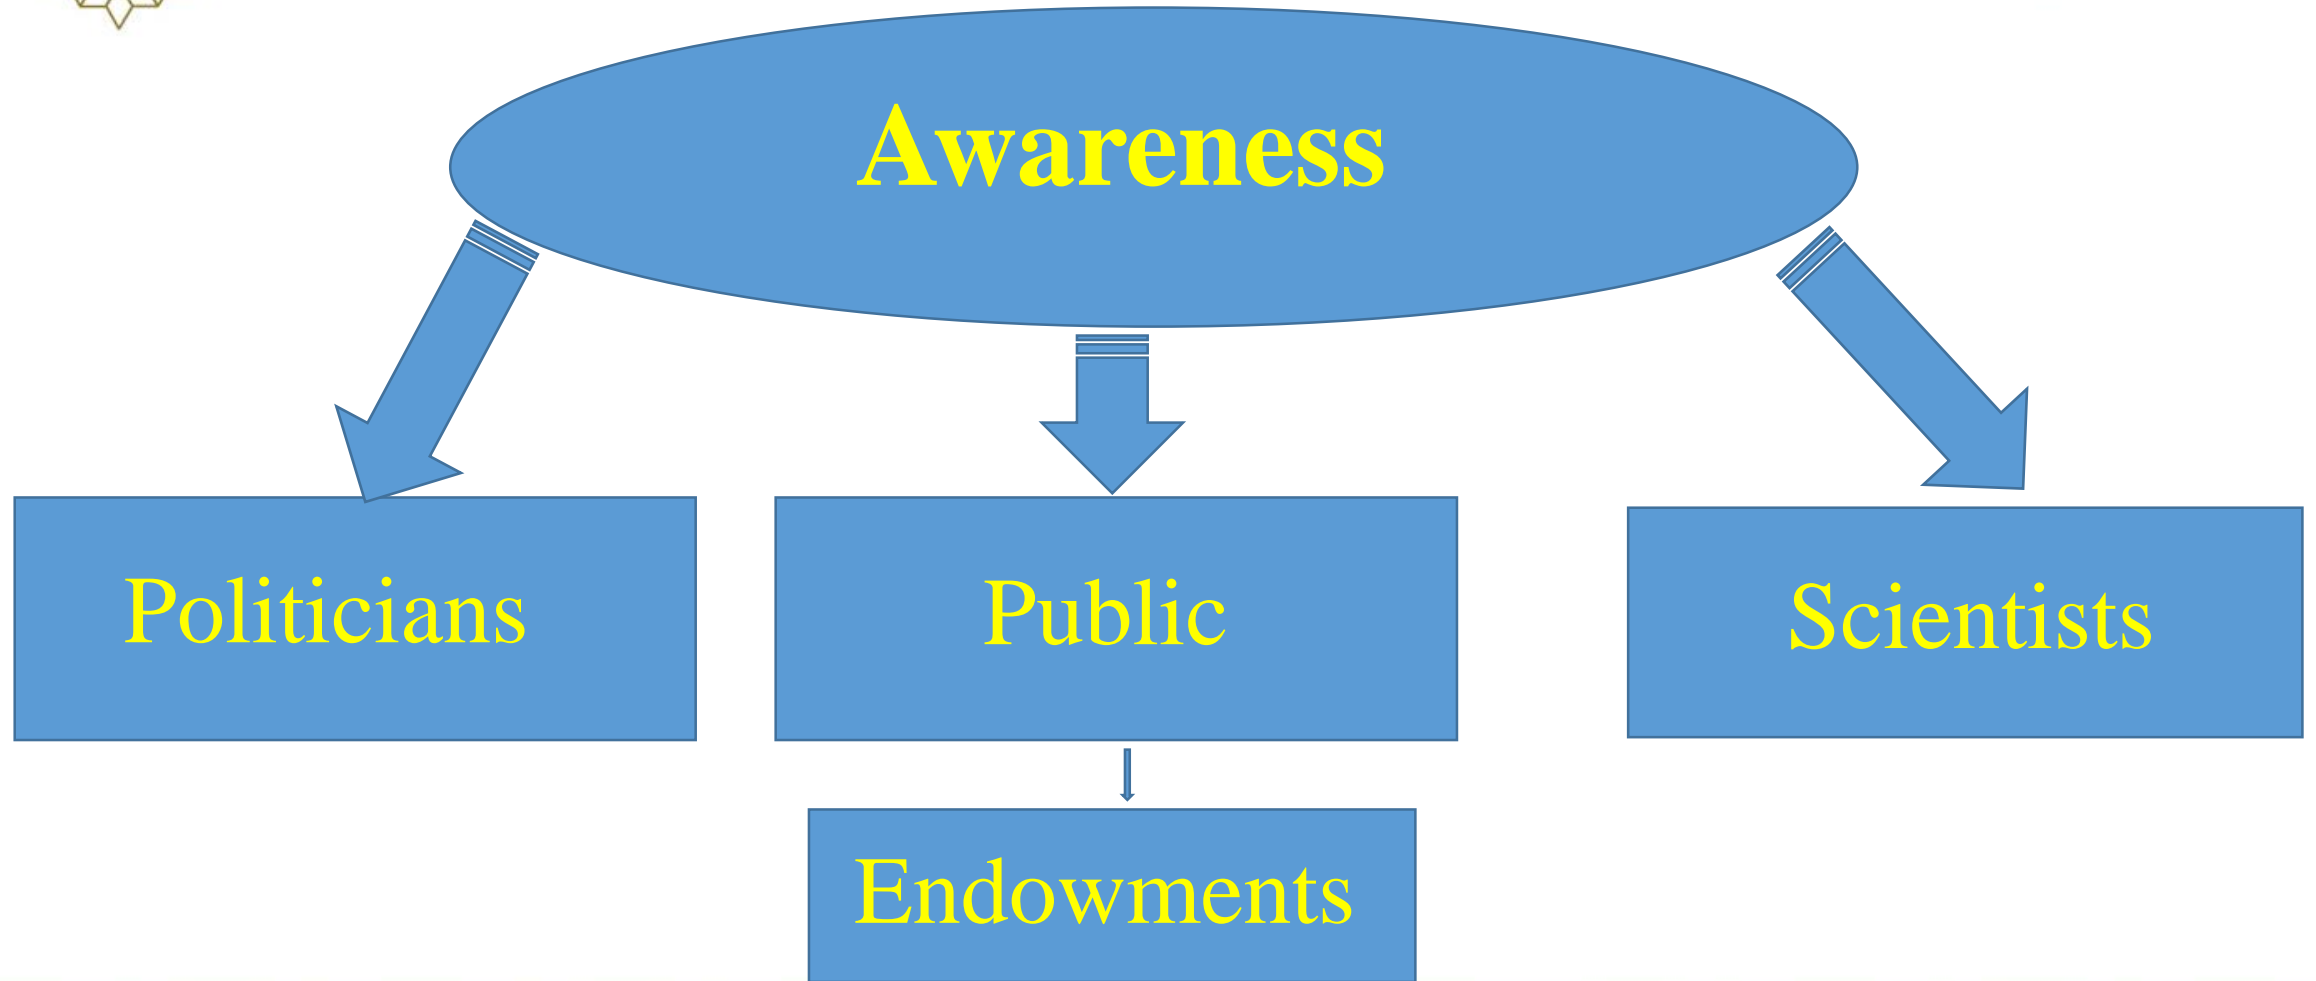 Awareness
Politicians
Public
Scientists
Endowments